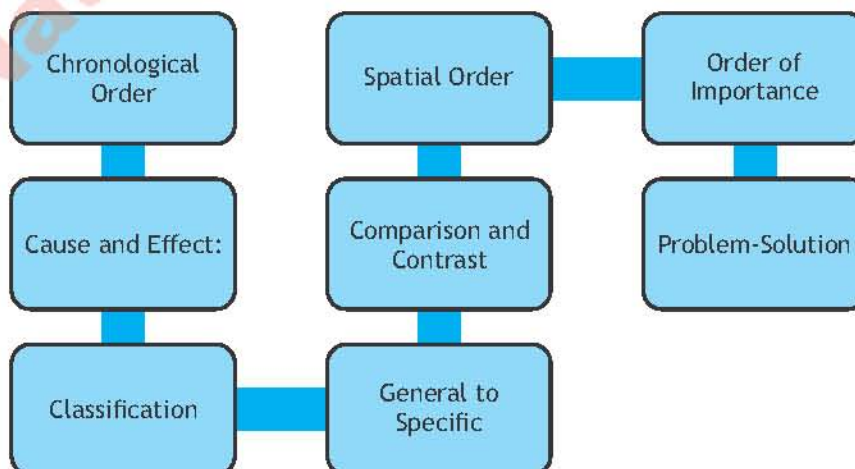 Chronological
Order
Cause and Effect:
Classification
General to
Specific
Comparison and
Contrast
Spatial Order
Order of
Importance
Problem-Solution